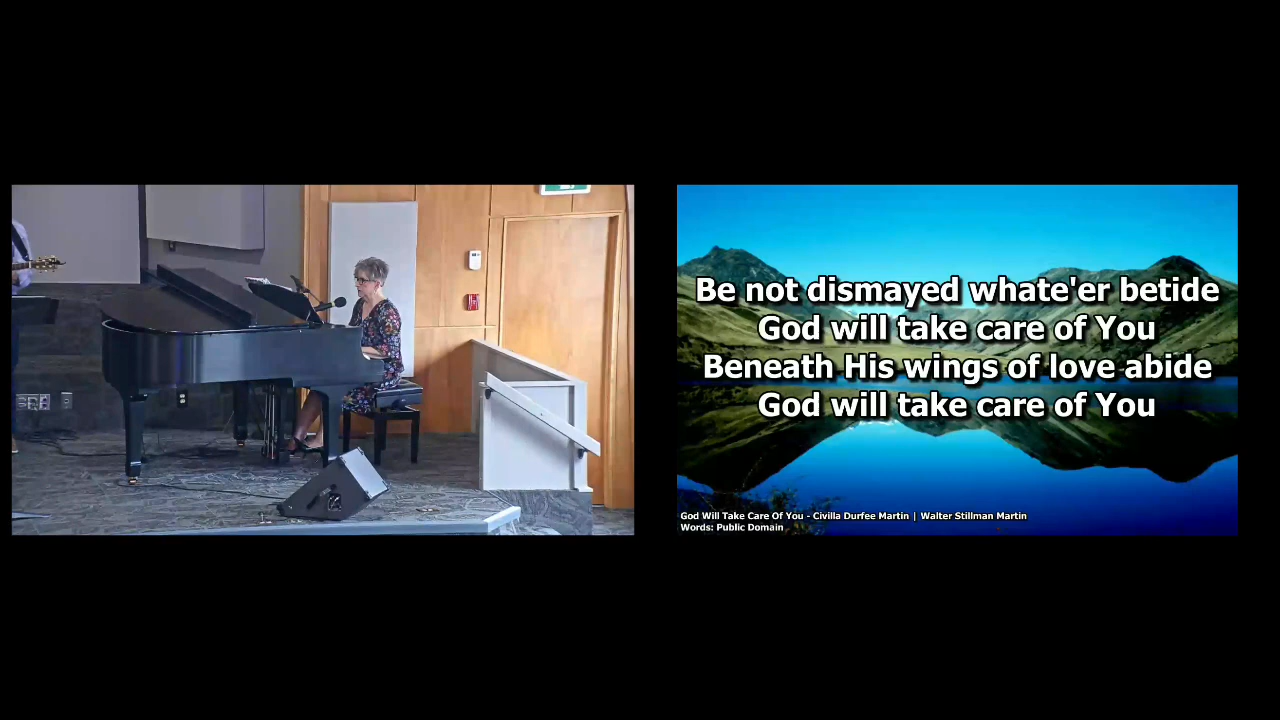 Be not dismayed whate'er betide
God will take care of You
Beneath His wings of love abide
God will take care of You
God Will Take Care Of You - Civilla Durfee Martin | Walter Stillman Martin
Words: Public Domain